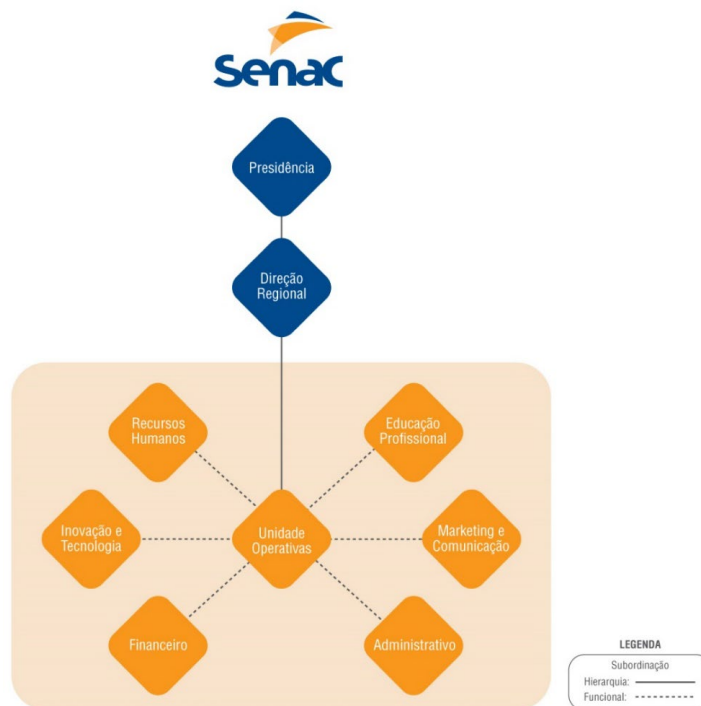 Senac
Presidência
Direção
Regional
Recursos
Humanos
Educação
Profissional
Inovação e
Tecnologia
Unidade
Operativas
Marketing e
Comunicação
Financeiro
Administrativo
LEGENDA
Subordinação
Hierarquia:
Funcional: